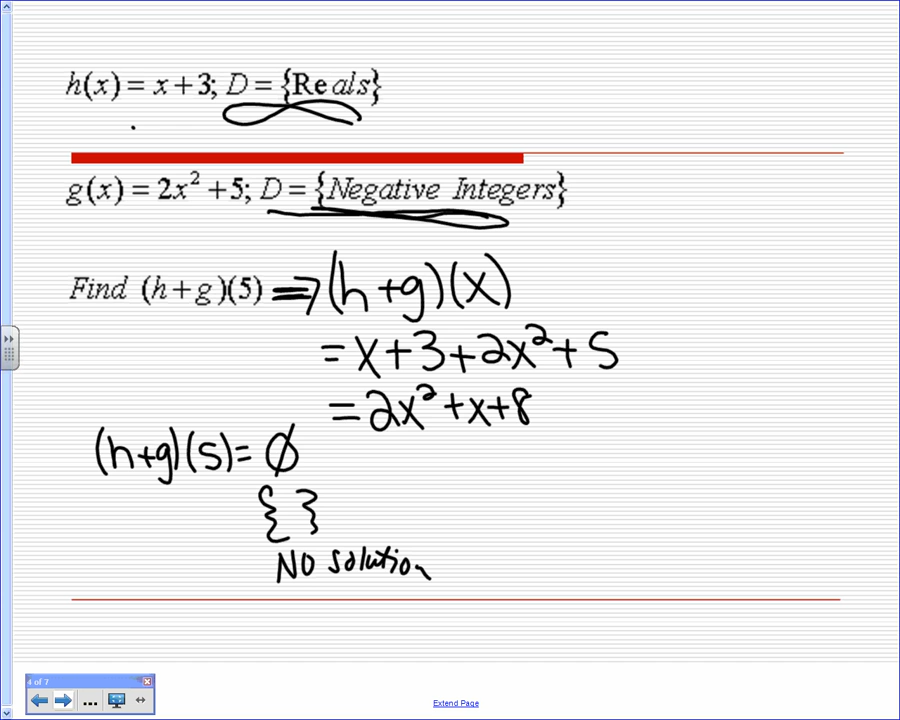 h(x) = x + 3; D = {Reals}
g(x) = 2x² + 5; D = {Negative Integers}
Find (h + g)(5) ⇒ (h + g)(x)
= x + 3 + 2x² + 5
= 2x² + x + 8
(h+g)(5) = ∅
{ }
No solution
4 of 7
...
Extend Page